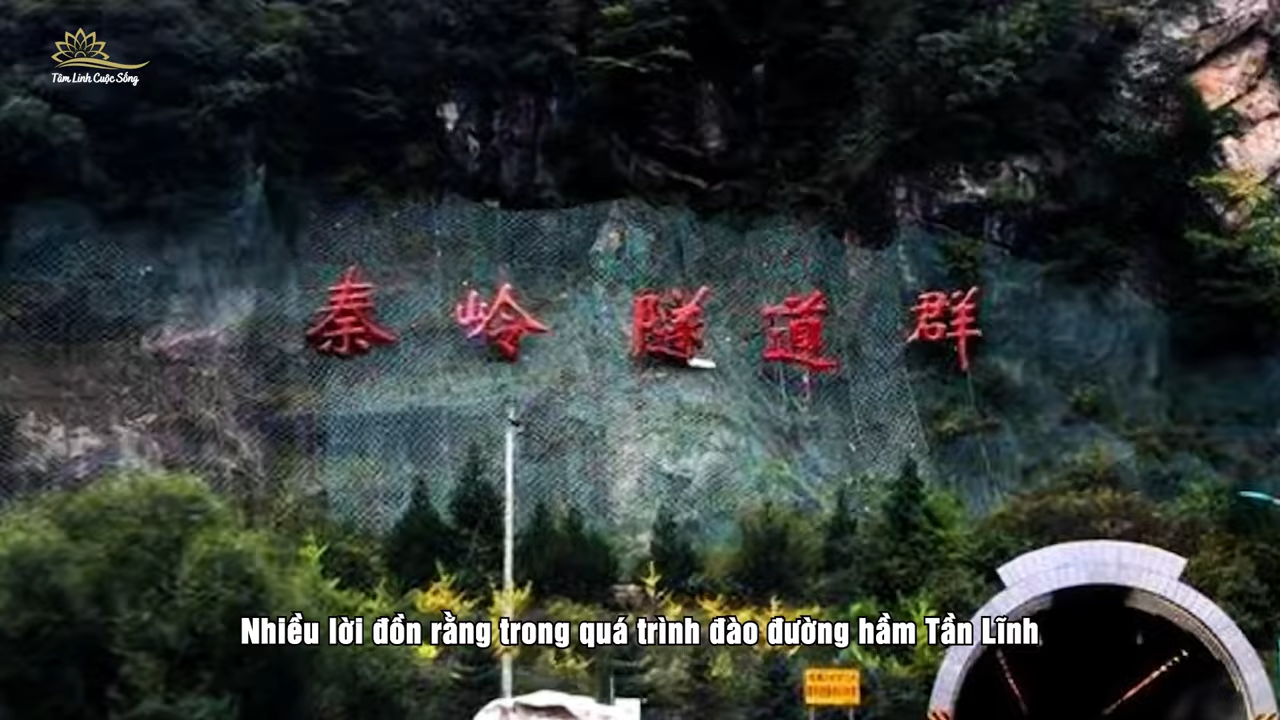 Tâm Linh Cuộc Sống
秦岭隧道群
Nhiều lời đồn rằng trong quá trình đào đường hầm Tần Lĩnh